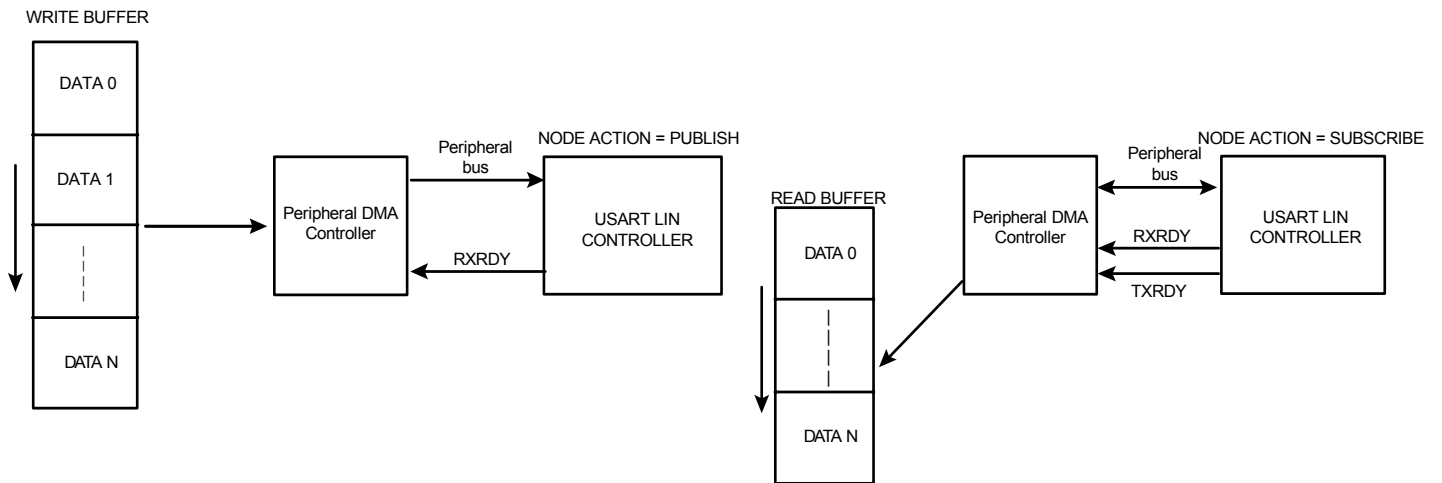 WRITE BUFFER
DATA 0
DATA 1
DATA N
Peripheral DMA
Controller
Peripheral
bus
RXRDY
NODE ACTION = PUBLISH
USART LIN
CONTROLLER
READ BUFFER
DATA 0
DATA N
Peripheral DMA
Controller
Peripheral
bus
RXRDY
TXRDY
NODE ACTION = SUBSCRIBE
USART LIN
CONTROLLER